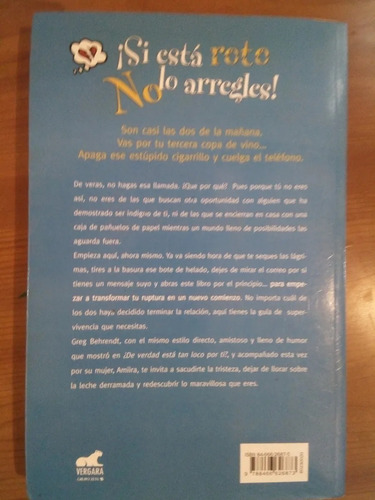 ¡Si está roto
No lo arregles!
Son casi las dos de la mañana.
Vas por tu tercera copa de vino...
Apaga ese estúpido cigarrillo y cuelga el teléfono.
De veras, no hagas esa llamada. ¡Que por qué! Pues porque tú no eres
así, no eres de las que buscan otra oportunidad con alguien que ha
demostrado ser indigno de ti, ni de las que se encierran en casa con una
caja de pañuelos de papel mientras un mundo lleno de posibilidades las
aguarda fuera.
Empieza aquí, ahora mismo. Ya va siendo hora de que te seques las lágri-
mas, tires a la basura ese bote de helado, dejes de mirar el correo por si
tienes un mensaje suyo y abras este libro por el principio... para empe-
zar a transformar tu ruptura en un nuevo comienzo. No importa cuál de
los dos hay.. decidido terminar la relación, aquí tienes la guía de super-
vivencia que necesitas.
Greg Behrendt, con el mismo estilo directo, amistoso y lleno de humor
que mostró en ¿De verdad está tan loco por ti?, y acompañado esta vez
por su mujer, Amiira, te invita a sacudirte la tristeza, dejar de llorar sobre
la leche derramada y redescubrir lo maravillosa que eres.
VERGARA
GRUPO ZETA